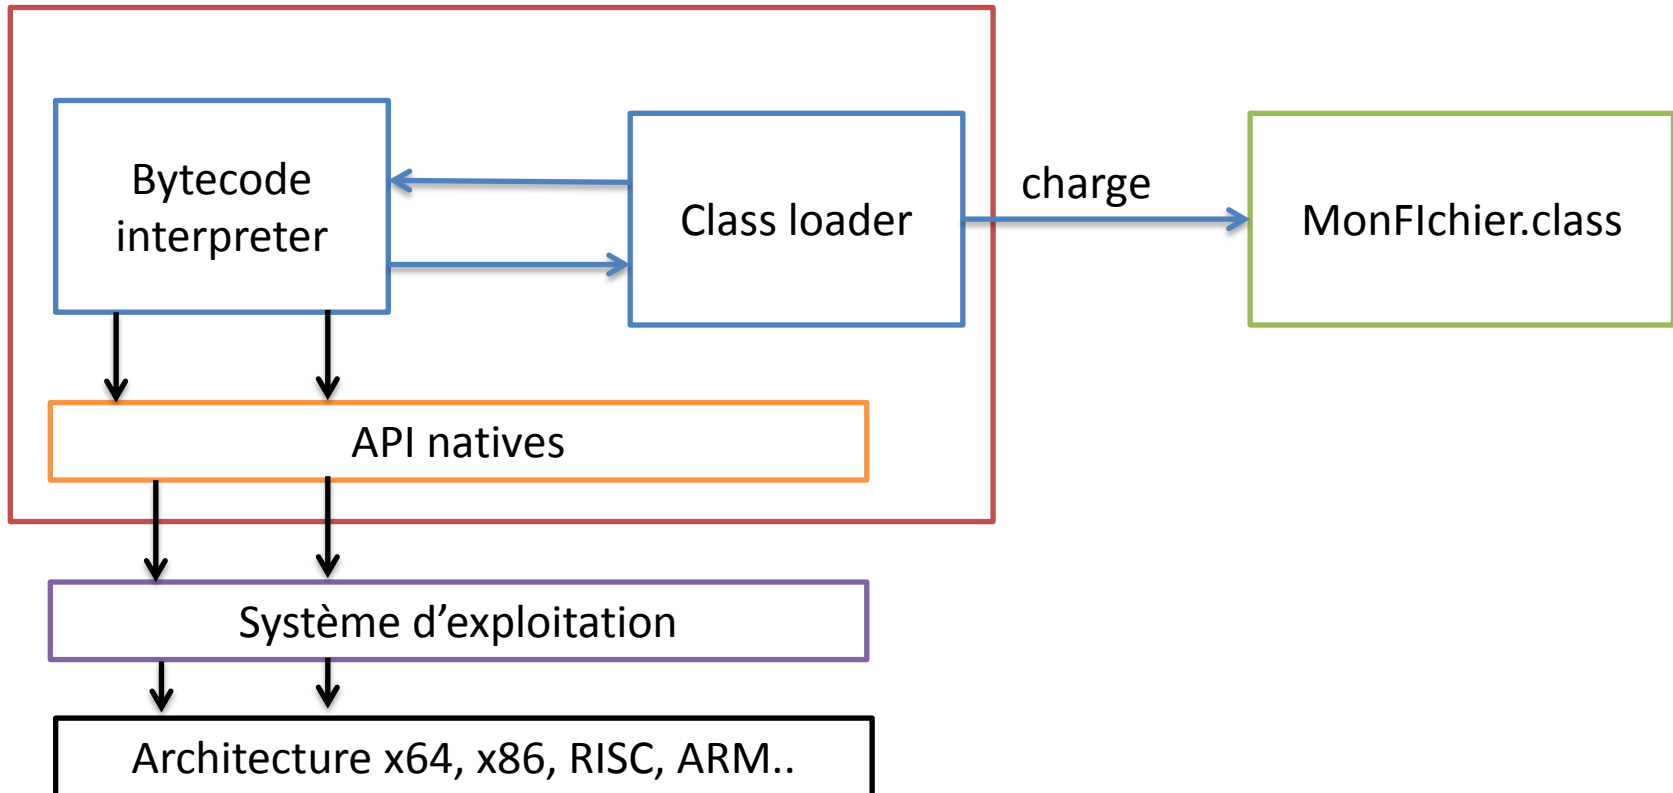 Bytecode
interpreter
Class loader
charge
MonFIchier.class
API natives
Système d’exploitation
Architecture x64, x86, RISC, ARM..